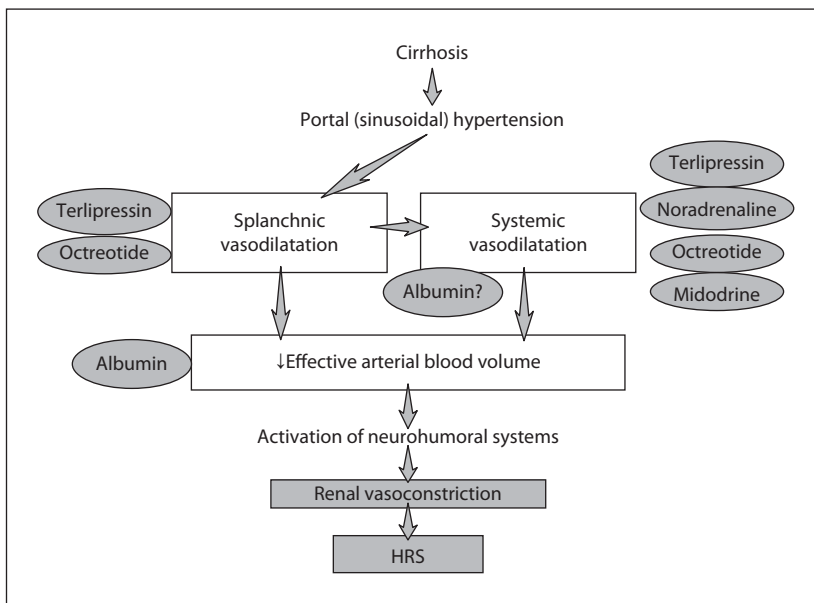 Cirrhosis
Portal (sinusoidal) hypertension
Terlipressin
Octreotide
Splanchnic
vasodilatation
Systemic
vasodilatation
Terlipressin
Noradrenaline
Octreotide
Midodrine
Albumin?
Albumin
↓Effective arterial blood volume
Activation of neurohumoral systems
Renal vasoconstriction
HRS